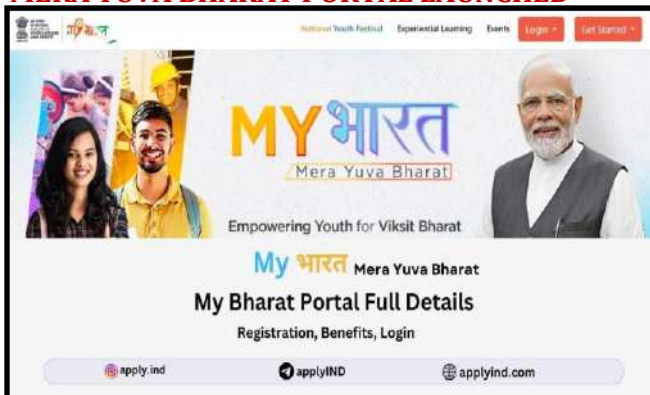 MERA YUVA BHARAT PORTAL LAUNCHED
National Youth Festival Experiential Learning Events Login Get Started
MY भारत
Mera Yuva Bharat
Empowering Youth for Viksit Bharat
My भारत Mera Yuva Bharat
My Bharat Portal Full Details
Registration, Benefits, Login
apply.ind applyIND applyind.com